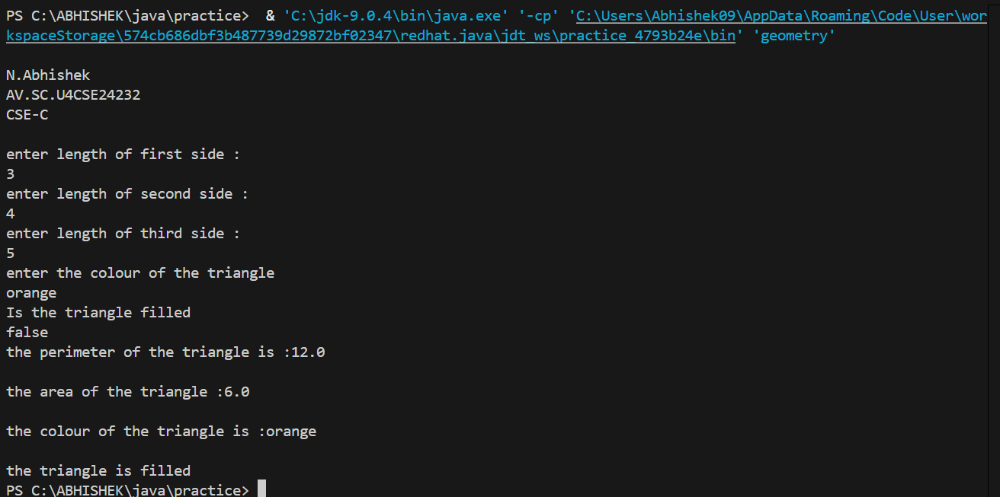 PS C:\ABHISHEK\java\practice>  & 'C:\jdk-9.0.4\bin\java.exe' '-cp' 'C:\Users\Abhishek09\AppData\Roaming\Code\User\wor
kspaceStorage\574cb686dbf3b487739d29872bf02347\redhat.java\jdt_ws\practice_4793b24e\bin' 'geometry'
N.Abhishek
AV.SC.U4CSE24232
CSE-C
enter length of first side :
3
enter length of second side :
4
enter length of third side :
5
enter the colour of the triangle
orange
Is the triangle filled
false
the perimeter of the triangle is :12.0
the area of the triangle :6.0
the colour of the triangle is :orange
the triangle is filled
PS C:\ABHISHEK\java\practice>